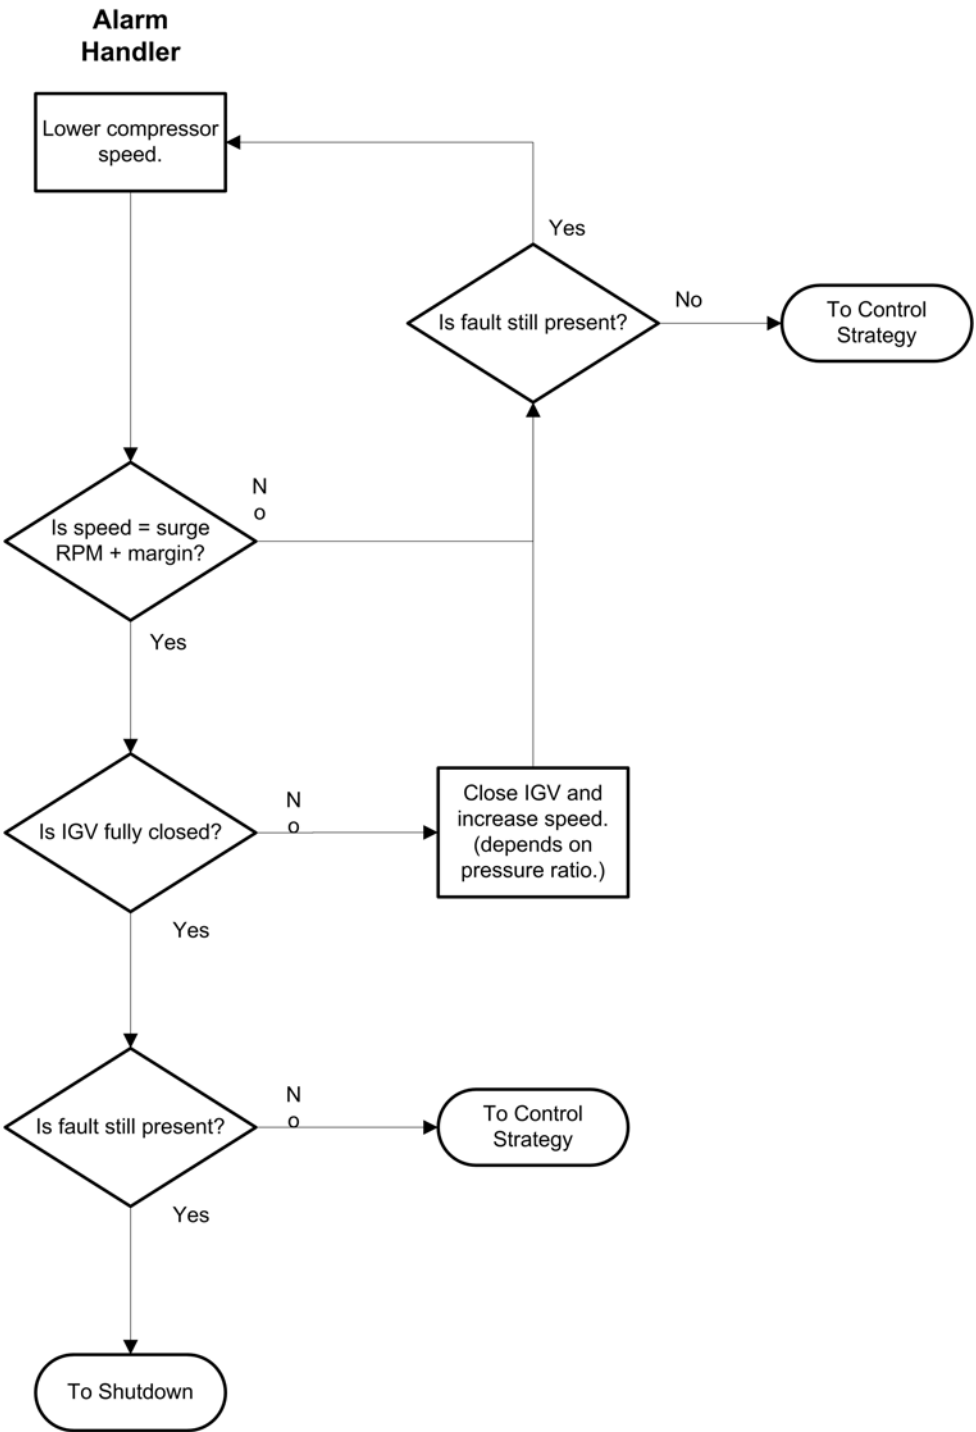 Alarm
Handler
Lower compressor
speed.
Yes
Is fault still present?
No
To Control
Strategy
Is speed = surge
RPM + margin?
N
o
Yes
Is IGV fully closed?
N
o
Close IGV and
increase speed.
(depends on
pressure ratio.)
Yes
Is fault still present?
N
o
To Control
Strategy
Yes
To Shutdown